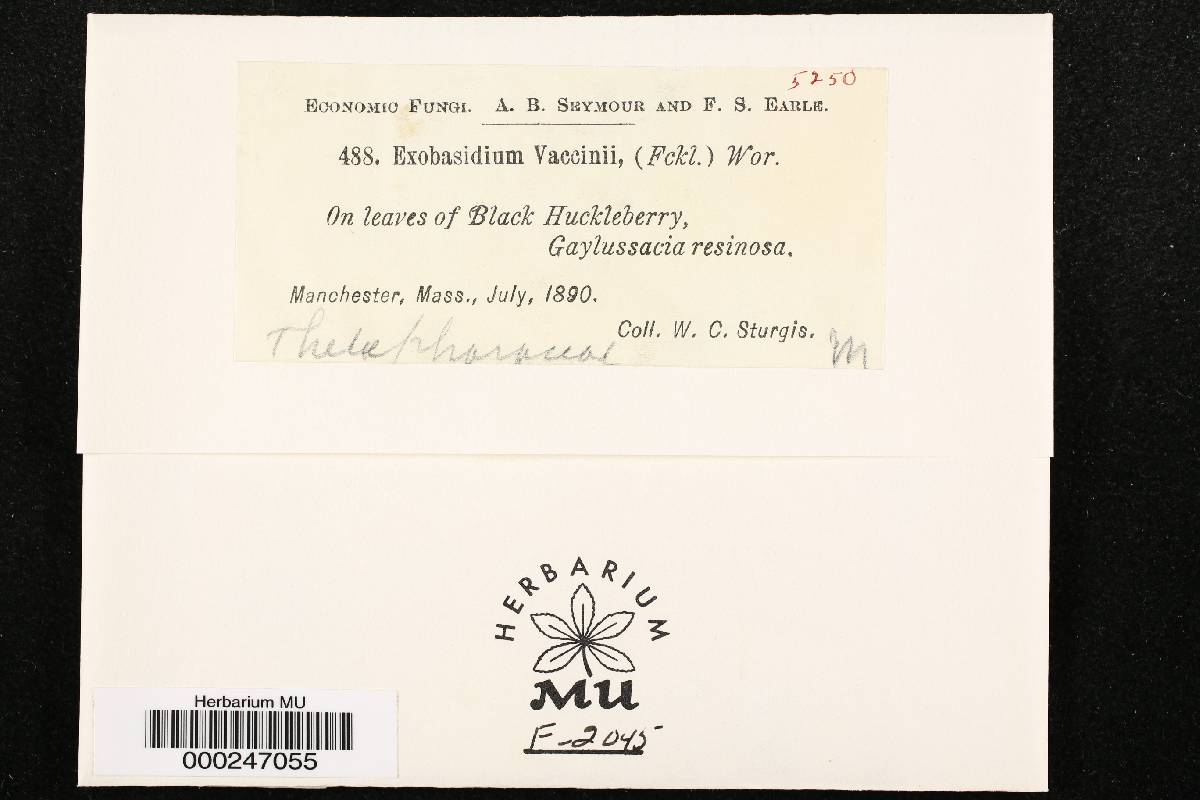 5250
Economic Fungi. A. B. Seymour and F. S. Earle.
488. Exobasidium Vaccinii, (Fckl.) Wor.
On leaves of Black Huckleberry,
Gaylussacia resinosa.
Manchester, Mass., July, 1890.
Coll. W. C. Sturgis.
Thelephoraceae M
HERBARIUM
MU
F-2045
Herbarium MU
000247055